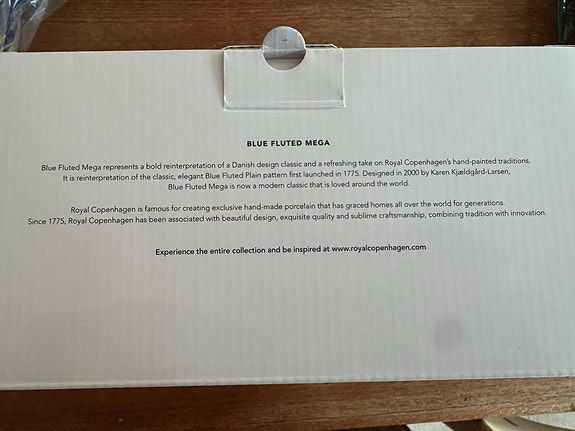 BLUE FLUTED MEGA
Blue Fluted Mega represents a bold reinterpretation of a Danish design classic and a refreshing take on Royal Copenhagen's hand-painted traditions.
It is reinterpretation of the classic, elegant Blue Fluted Plain pattern first launched in 1775. Designed in 2000 by Karen Kjældgård-Larsen,
Blue Fluted Mega is now a modern classic that is loved around the world.
Royal Copenhagen is famous for creating exclusive hand-made porcelain that has graced homes all over the world for generations.
Since 1775, Royal Copenhagen has been associated with beautiful design, exquisite quality and sublime craftsmanship, combining tradition with innovation.
Experience the entire collection and be inspired at www.royalcopenhagen.com